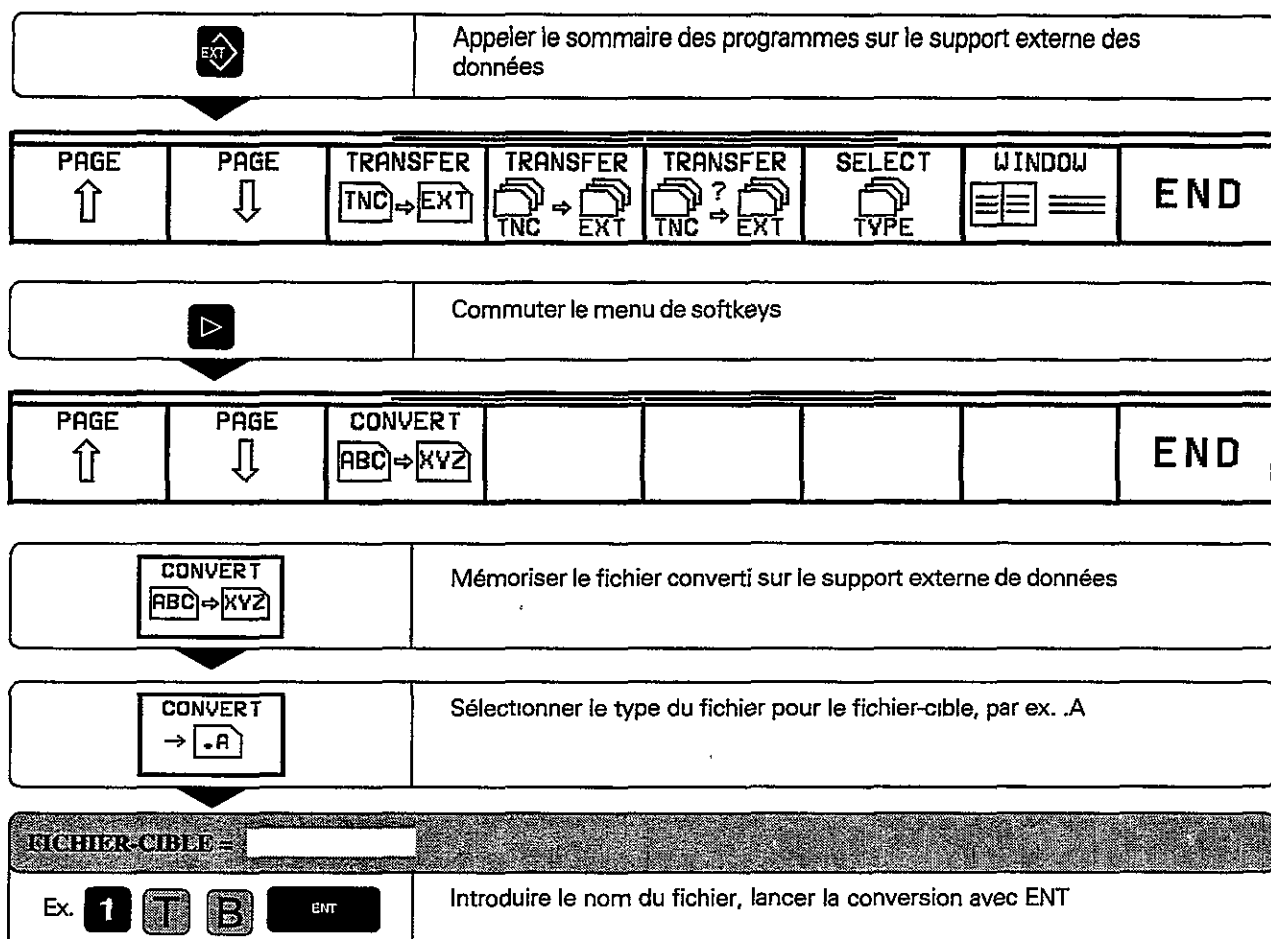 EXT
Appeler le sommaire des programmes sur le support externe des
données
PAGE PAGE TRANSFER TRANSFER TRANSFER SELECT WINDOW END
TNC ⇒ EXT TNC ⇒ EXT TNC ? ⇒ EXT TYPE
Commuter le menu de softkeys
PAGE PAGE CONVERT END
ABC ⇒ XYZ
CONVERT
ABC ⇒ XYZ
Mémoriser le fichier converti sur le support externe de données
CONVERT
→ .A
Sélectionner le type du fichier pour le fichier-cible, par ex. .A
FICHIER-CIBLE =
Ex. 1 T B ENT
Introduire le nom du fichier, lancer la conversion avec ENT